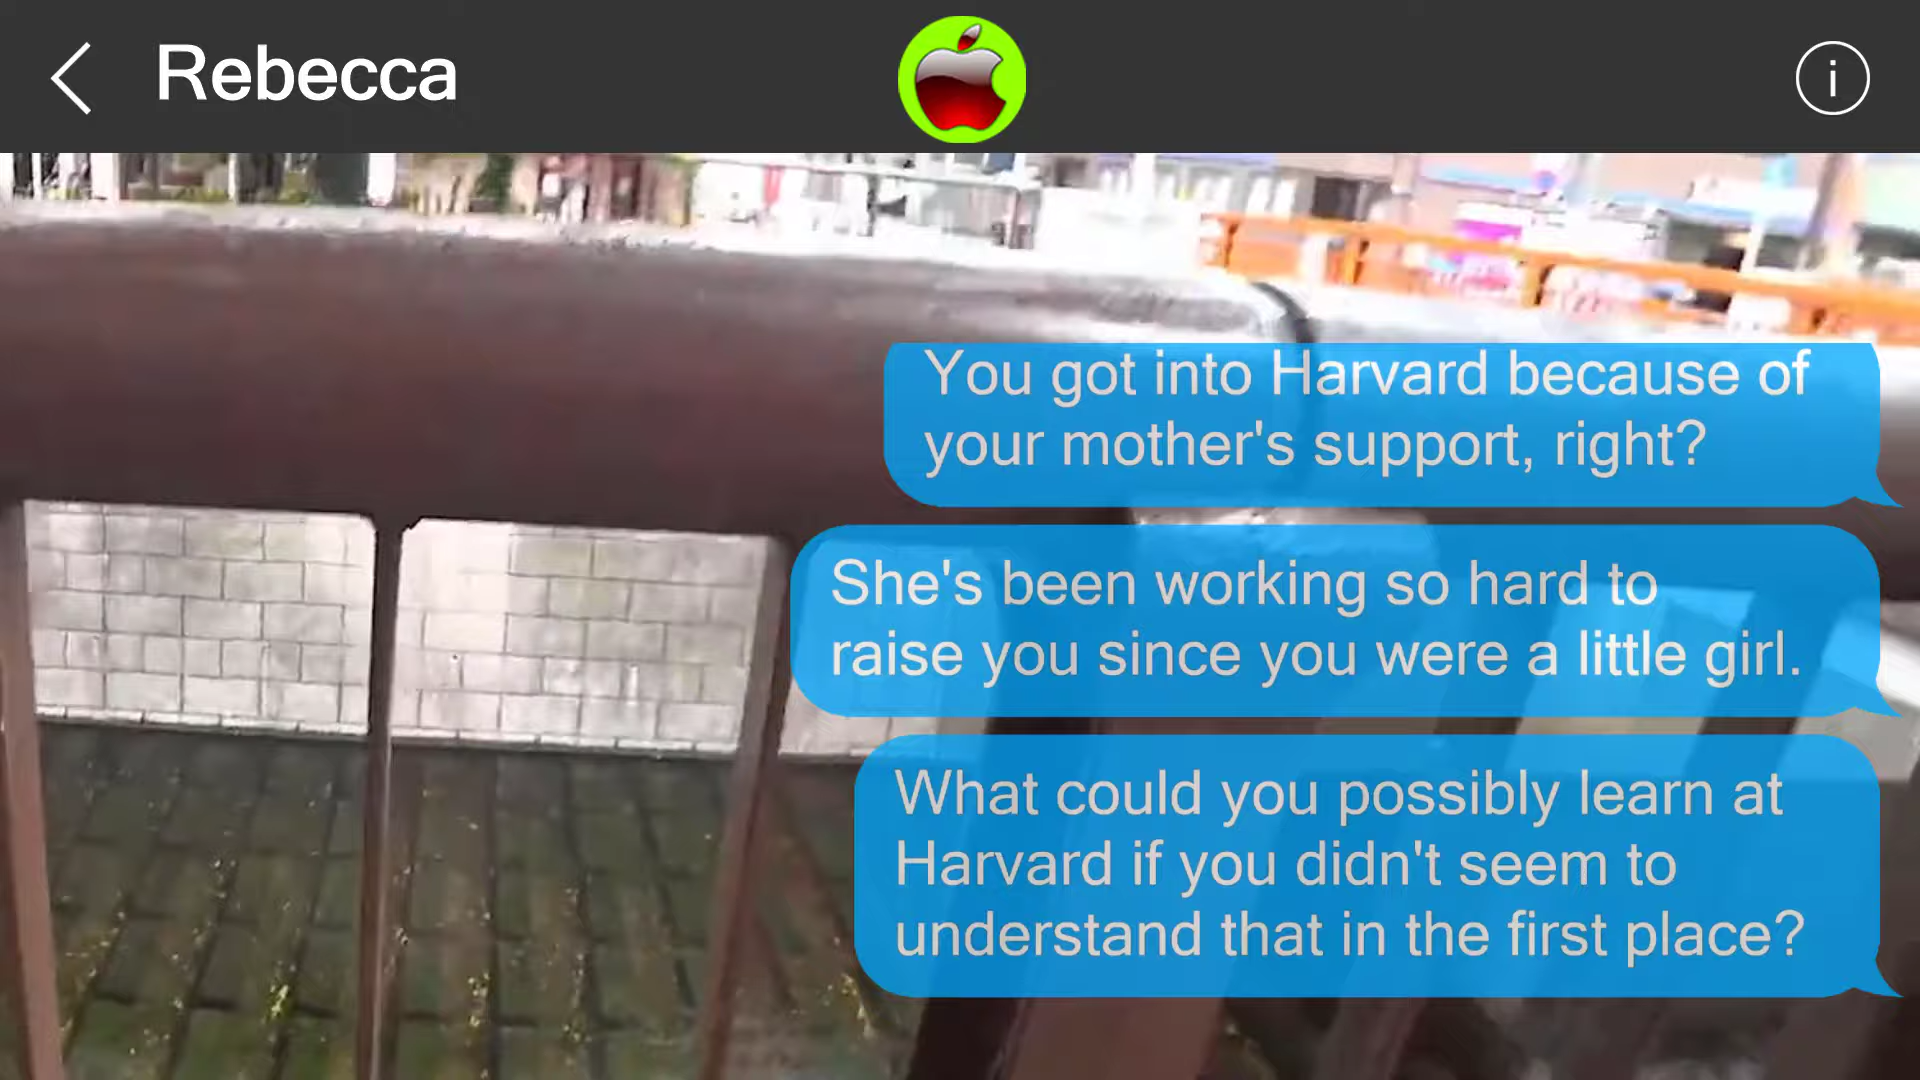 Rebecca
You got into Harvard because of
your mother's support, right?
She's been working so hard to
raise you since you were a little girl.
What could you possibly learn at
Harvard if you didn't seem to
understand that in the first place?